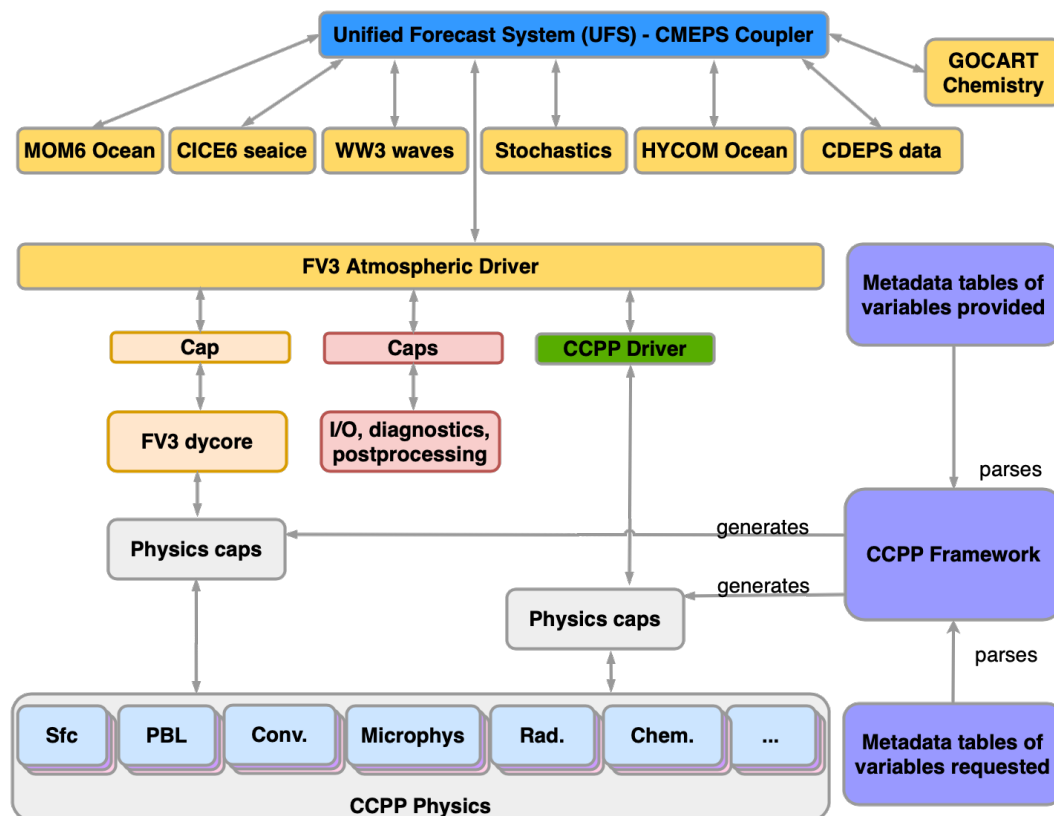 Unified Forecast System (UFS) - CMEPS Coupler
GOCART
Chemistry
MOM6 Ocean
CICE6 seaice
WW3 waves
Stochastics
HYCOM Ocean
CDEPS data
FV3 Atmospheric Driver
Metadata tables of
variables provided
Cap
Caps
CCPP Driver
FV3 dycore
I/O, diagnostics,
postprocessing
parses
Physics caps
generates
CCPP Framework
generates
Physics caps
parses
Sfc
PBL
Conv.
Microphys
Rad.
Chem.
...
Metadata tables of
variables requested
CCPP Physics